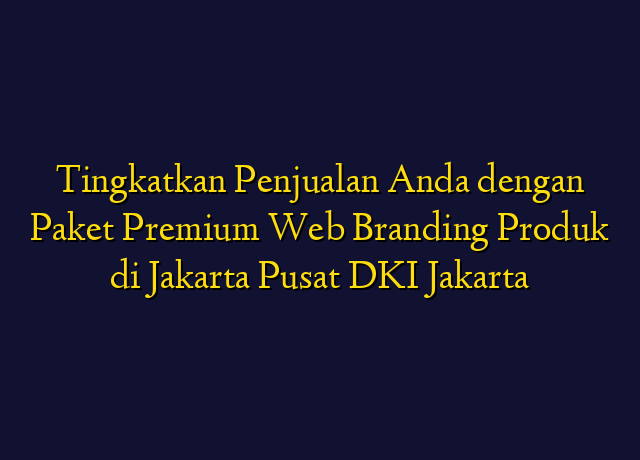 Tingkatkan Penjualan Anda dengan
Paket Premium Web Branding Produk
di Jakarta Pusat DKI Jakarta